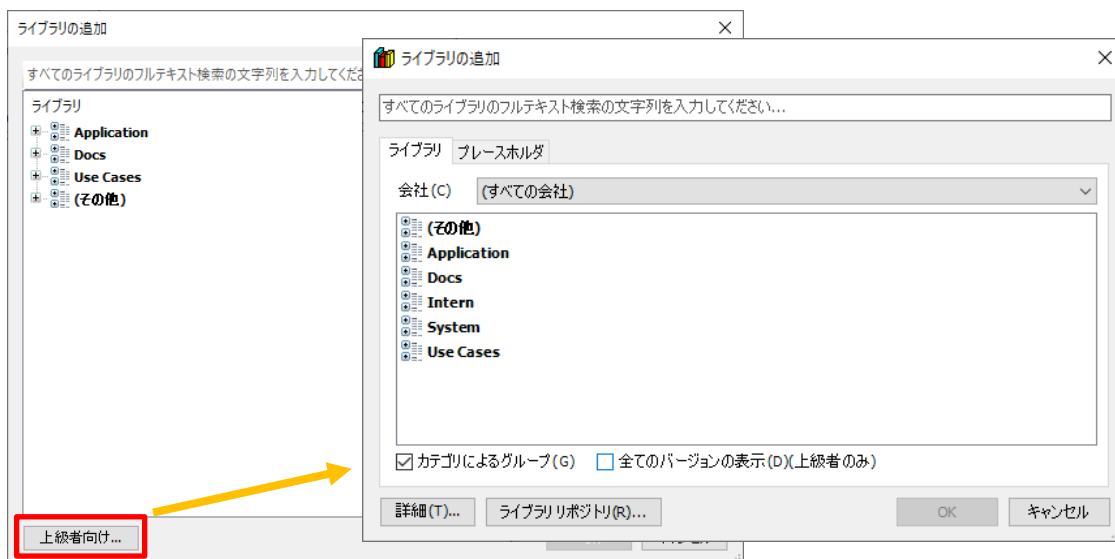 ライブラリの追加
すべてのライブラリのフルテキスト検索の文字列を入力してくだ
ライブラリ
Application
Docs
Use Cases
(その他)
上級者向け...
ライブラリの追加
すべてのライブラリのフルテキスト検索の文字列を入力してください...
ライブラリ プレースホルダ
会社(C) (すべての会社)
(その他)
Application
Docs
Intern
System
Use Cases
カテゴリによるグループ(G) 全てのバージョンの表示(D)(上級者のみ)
詳細(T)... ライブラリ リポジトリ(R)... OK キャンセル